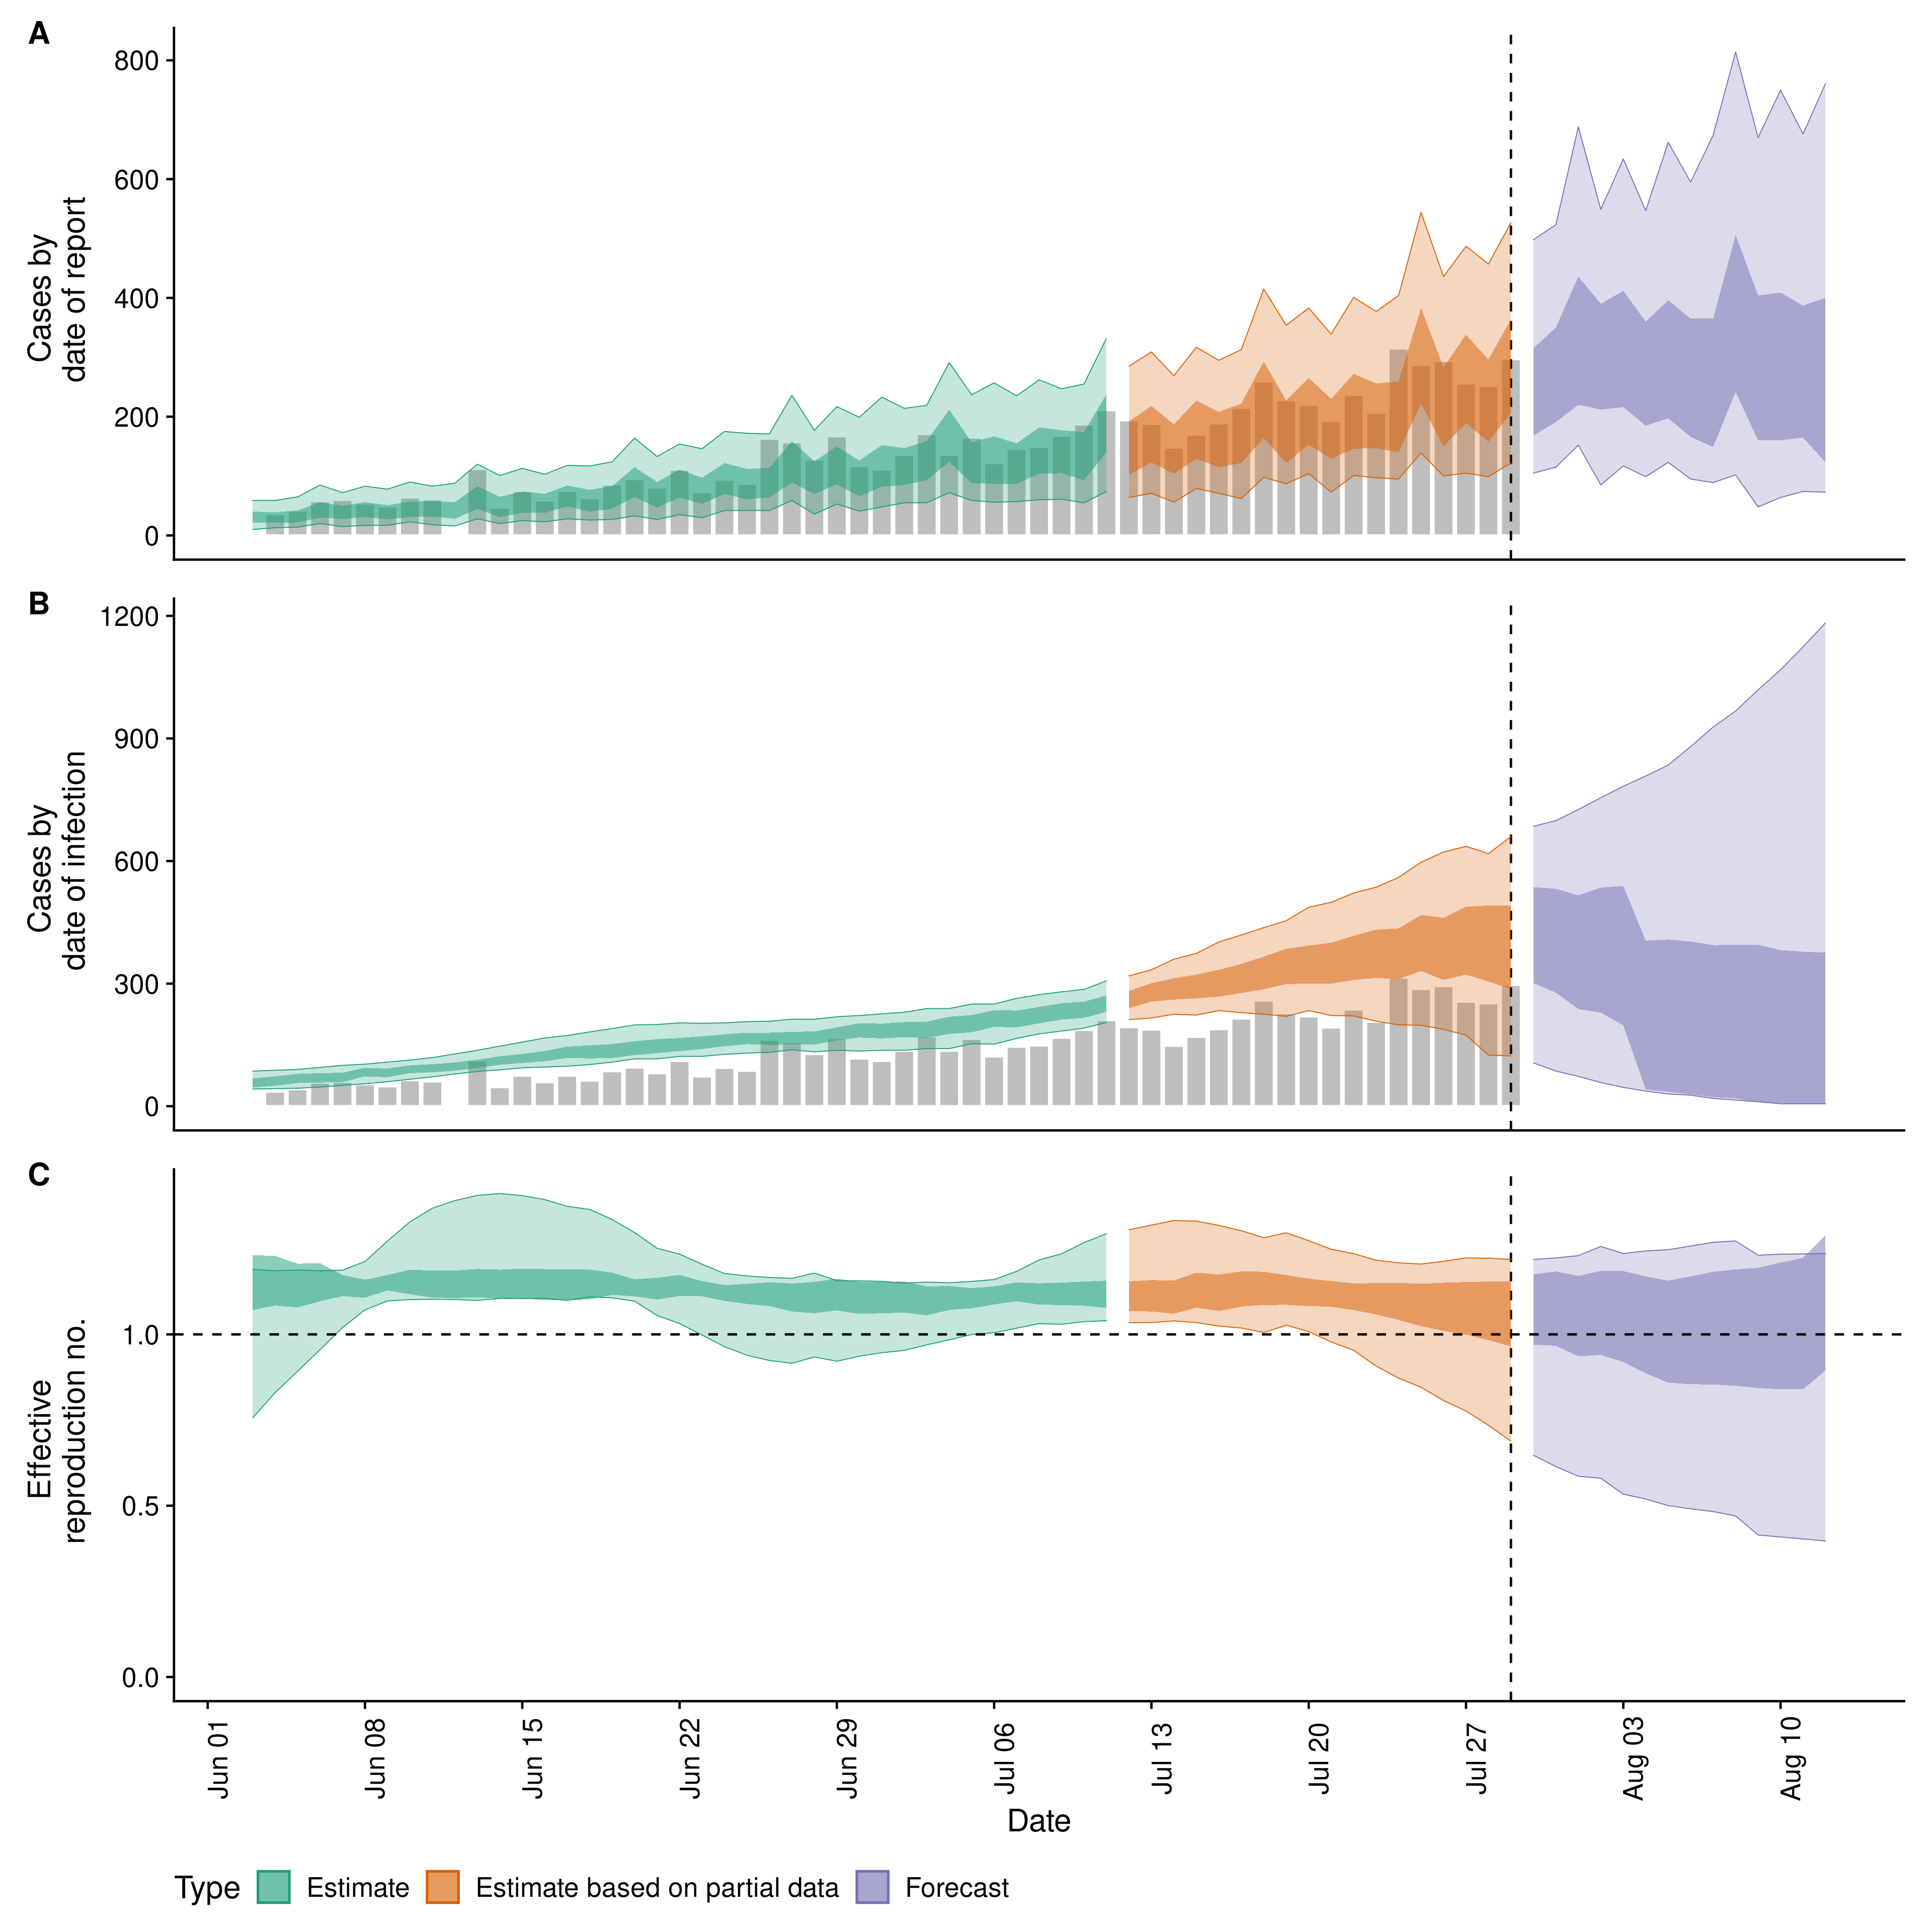 A
800
600
400
200
0
Cases by
date of report
B
1200
900
600
300
0
Cases by
date of infection
C
1.0
0.5
0.0
Effective
reproduction no.
Jun 01
Jun 08
Jun 15
Jun 22
Jun 29
Jul 06
Jul 13
Jul 20
Jul 27
Aug 03
Aug 10
Date
Type Estimate Estimate based on partial data Forecast